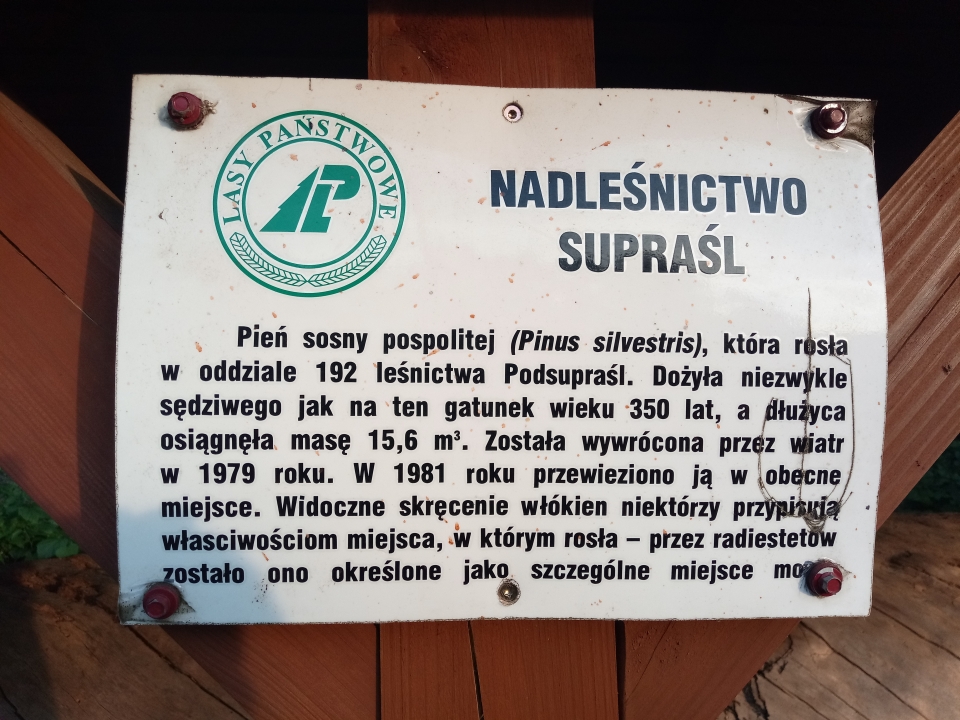 LASY PAŃSTWOWE
LP
NADLEŚNICTWO
SUPRAŚL
Pień sosny pospolitej (Pinus silvestris), która rosła
w oddziale 192 leśnictwa Podsupraśl. Dożyła niezwykle
sędziwego jak na ten gatunek wieku 350 lat, a dłużyca
osiągnęła masę 15,6 m³. Została wywrócona przez wiatr
w 1979 roku. W 1981 roku przewieziono ją w obecne
miejsce. Widoczne skręcenie włókien niektórzy przypisują
własciwościom miejsca, w którym rosła – przez radiestetów
zostało ono określone jako szczególne miejsce